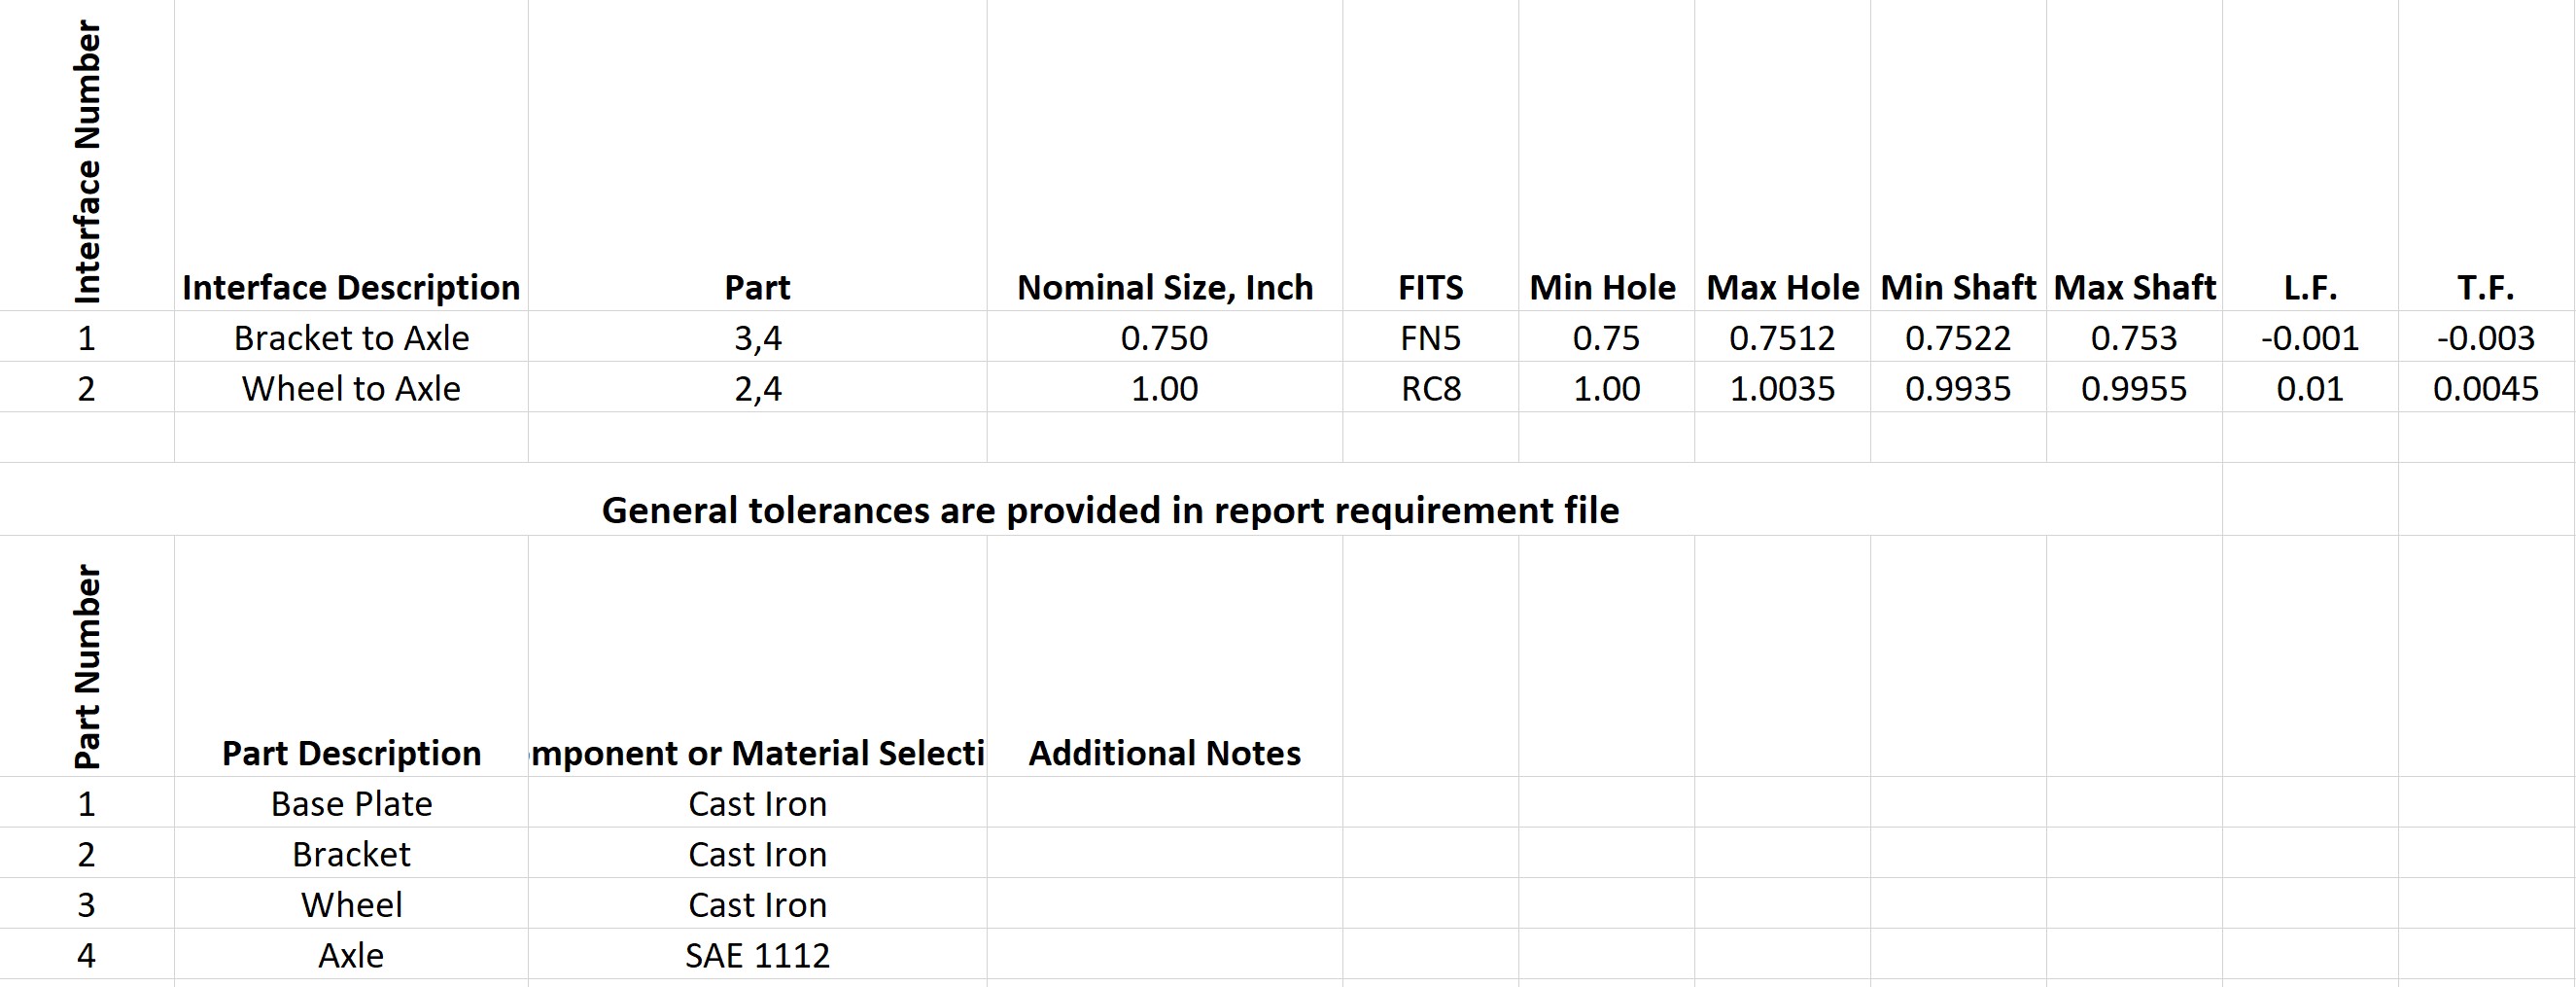 Interface Number Interface Description Part Nominal Size, Inch FITS Min Hole Max Hole Min Shaft Max Shaft L.F. T.F.
1 Bracket to Axle 3,4 0.750 FN5 0.75 0.7512 0.7522 0.753 -0.001 -0.003
2 Wheel to Axle 2,4 1.00 RC8 1.00 1.0035 0.9935 0.9955 0.01 0.0045
General tolerances are provided in report requirement file
Part Number Part Description omponent or Material Selecti Additional Notes
1 Base Plate Cast Iron
2 Bracket Cast Iron
3 Wheel Cast Iron
4 Axle SAE 1112